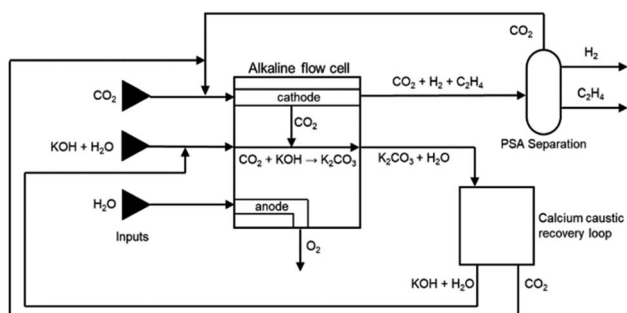 CO₂
H₂
Alkaline flow cell
CO₂ + H₂ + C₂H₄
C₂H₄
CO₂
cathode
CO₂
PSA Separation
KOH + H₂O
CO₂ + KOH → K₂CO₃
K₂CO₃ + H₂O
H₂O
anode
Calcium caustic
recovery loop
Inputs
O₂
KOH + H₂O
CO₂